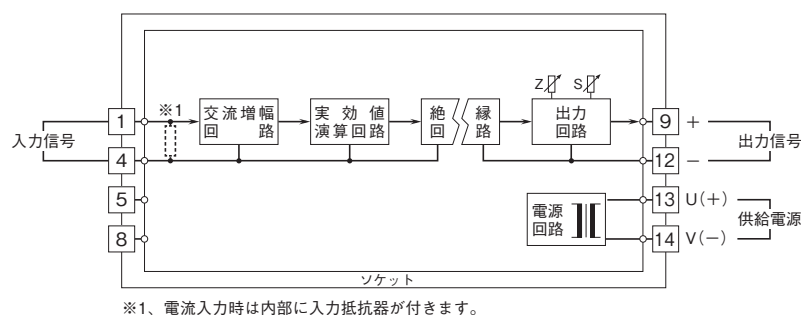 Z S
※1
交流増幅 実効値 絶 縁 出力
回路 演算回路 回 路 回路
1 9 +
入力信号 出力信号
4 12 −
5 13 U(+)
電源 供給電源
回路
8 14 V(−)
ソケット
※1、電流入力時は内部に入力抵抗器が付きます。